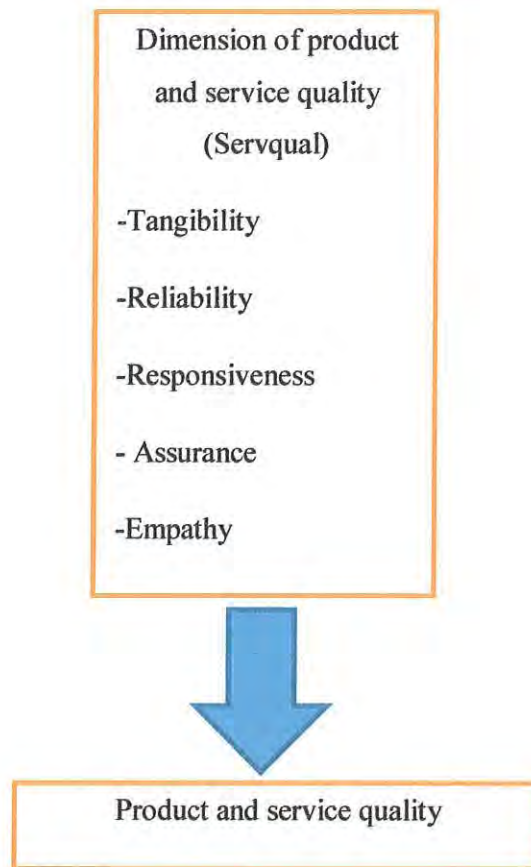 Dimension of product
and service quality
(Servqual)
-Tangibility
-Reliability
-Responsiveness
- Assurance
-Empathy
Product and service quality